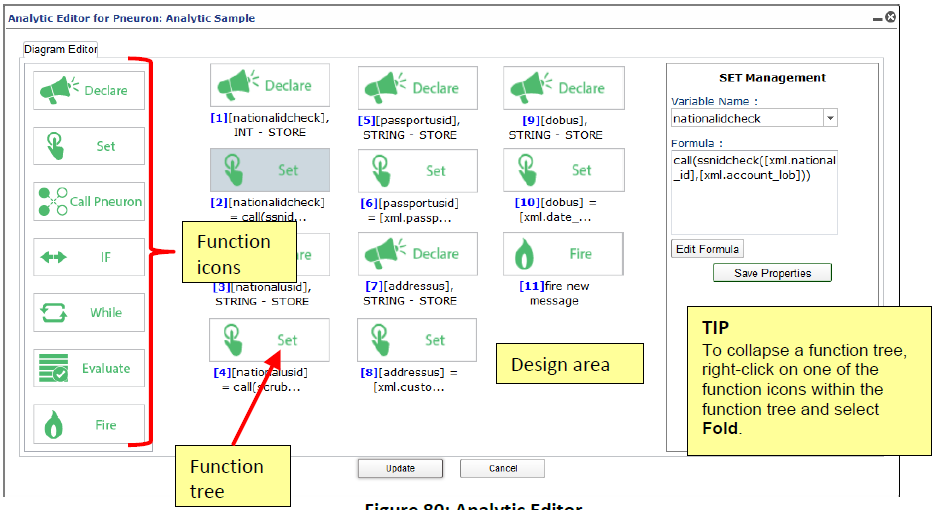 Analytic Editor for Pneuron: Analytic Sample
Diagram Editor
Declare
Set
Call Pneuron
IF
While
Evaluate
Fire
Function
icons
Declare
[1][nationalidcheck],
INT - STORE
Set
[2][nationalidcheck]
= call(ssnid...
re
[3][nationalusid],
STRING - STORE
Set
[4][nationalusid]
= call(scrub...
Function
tree
Declare
[5][passportusid],
STRING - STORE
Set
[6][passportusid]
= [xml.passp...
Declare
[7][addressus],
STRING - STORE
Set
[8][addressus] =
[xml.custo...
Declare
[9][dobus],
STRING - STORE
Set
[10][dobus] =
[xml.date_...
Fire
[11]fire new
message
Design area
SET Management
Variable Name :
nationalidcheck
Formula :
call(ssnidcheck([xml.national
_id],[xml.account_lob]))
Edit Formula
Save Properties
TIP
To collapse a function tree,
right-click on one of the
function icons within the
function tree and select
Fold.
Update
Cancel
Figure 80: Analytic Editor